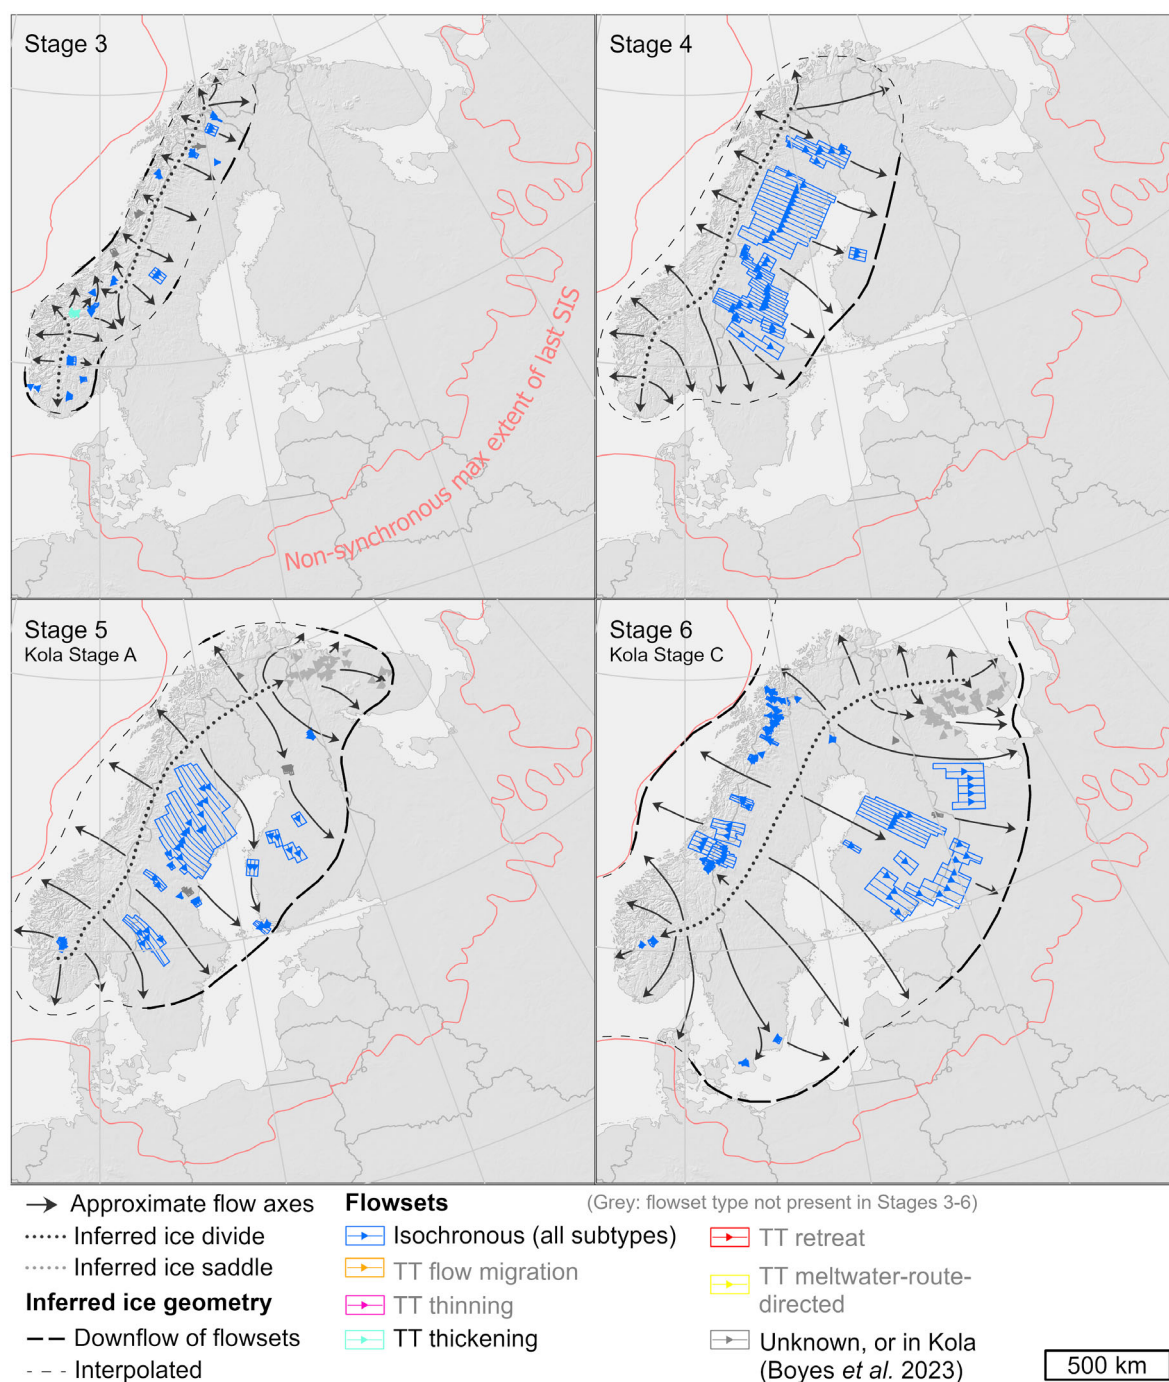 Stage 3
Stage 4
Non-synchronous max extent of last SIS
Stage 5
Kola Stage A
Stage 6
Kola Stage C
Approximate flow axes
Inferred ice divide
Inferred ice saddle
Inferred ice geometry
Downflow of flowsets
Interpolated
Flowsets
(Grey: flowset type not present in Stages 3-6)
Isochronous (all subtypes)
TT flow migration
TT thinning
TT thickening
TT retreat
TT meltwater-route-
directed
Unknown, or in Kola
(Boyes et al. 2023)
500 km